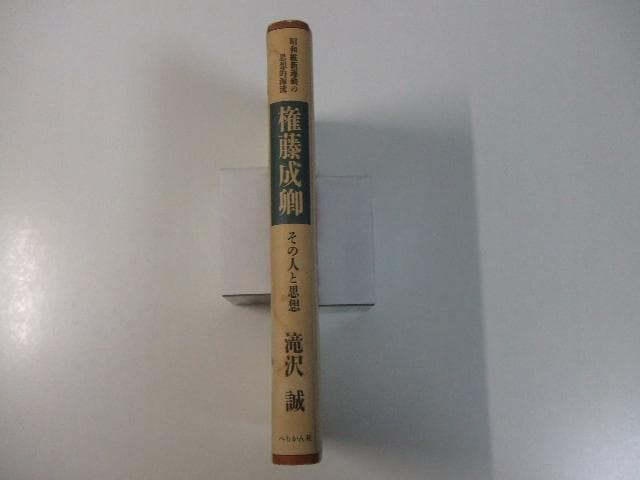 昭和維新運動の
思想的源流
権藤成卿
その人と思想
滝沢 誠
ぺりかん社